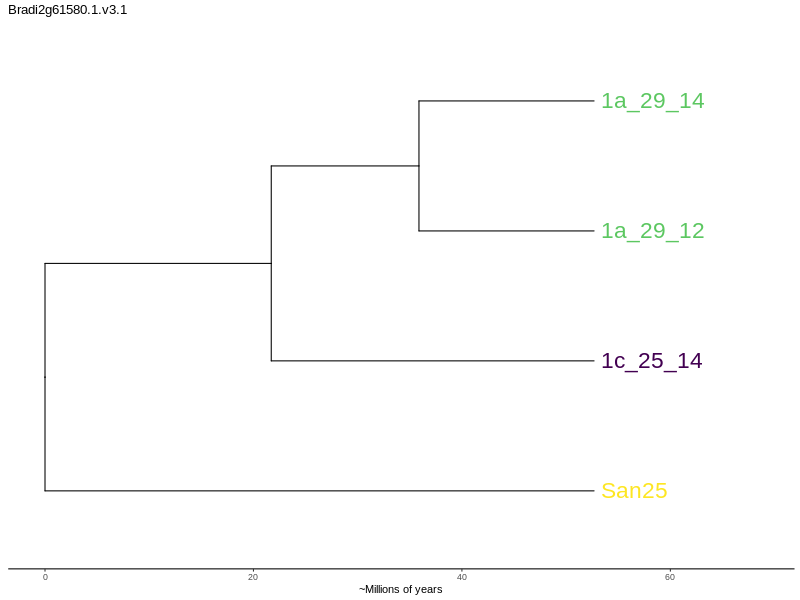 Bradi2g61580.1.v3.1
1a_29_14
1a_29_12
1c_25_14
San25
0 20 40 60
~Millions of years